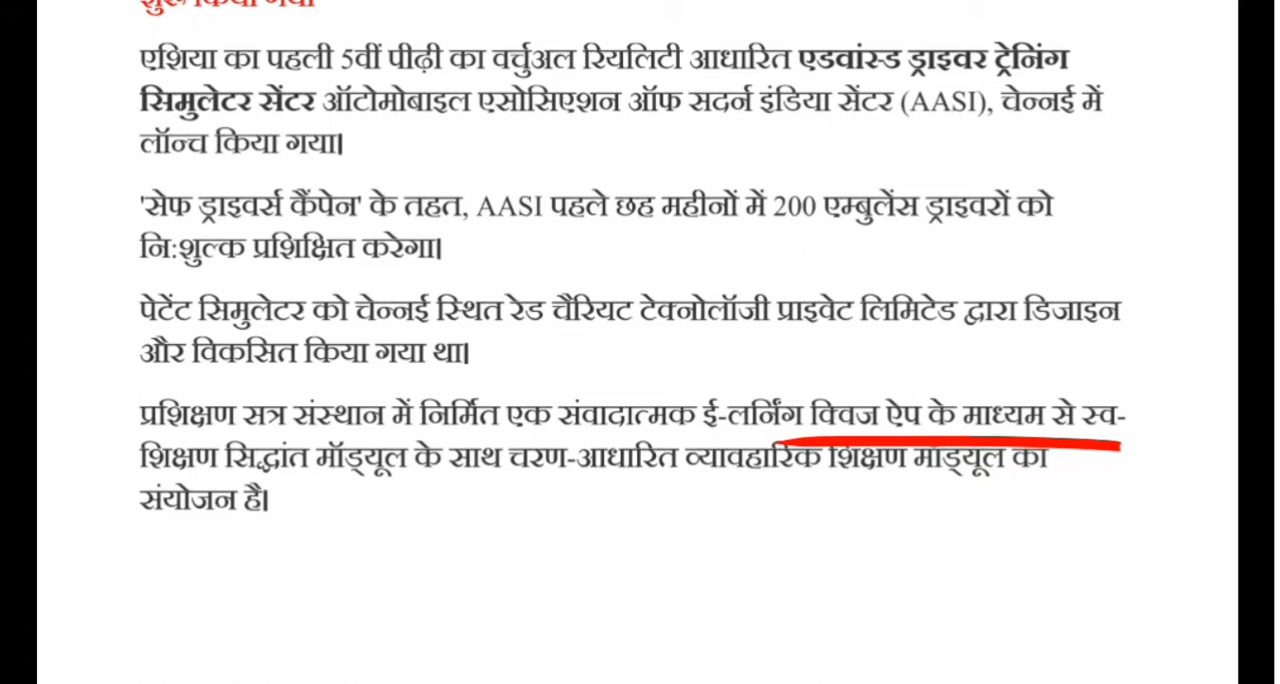 शुरू किया गया
एशिया का पहली 5वीं पीढ़ी का वर्चुअल रियलिटी आधारित एडवांस्ड ड्राइवर ट्रेनिंग
सिमुलेटर सेंटर ऑटोमोबाइल एसोसिएशन ऑफ सदर्न इंडिया सेंटर (AASI), चेन्नई में
लॉन्च किया गया।
'सेफ ड्राइवर्स कैंपेन' के तहत, AASI पहले छह महीनों में 200 एम्बुलेंस ड्राइवरों को
नि:शुल्क प्रशिक्षित करेगा।
पेटेंट सिमुलेटर को चेन्नई स्थित रेड चैरियट टेक्नोलॉजी प्राइवेट लिमिटेड द्वारा डिजाइन
और विकसित किया गया था।
प्रशिक्षण सत्र संस्थान में निर्मित एक संवादात्मक ई-लर्निंग क्विज ऐप के माध्यम से स्व-
शिक्षण सिद्धांत मॉड्यूल के साथ चरण-आधारित व्यावहारिक शिक्षण मॉड्यूल का
संयोजन है।